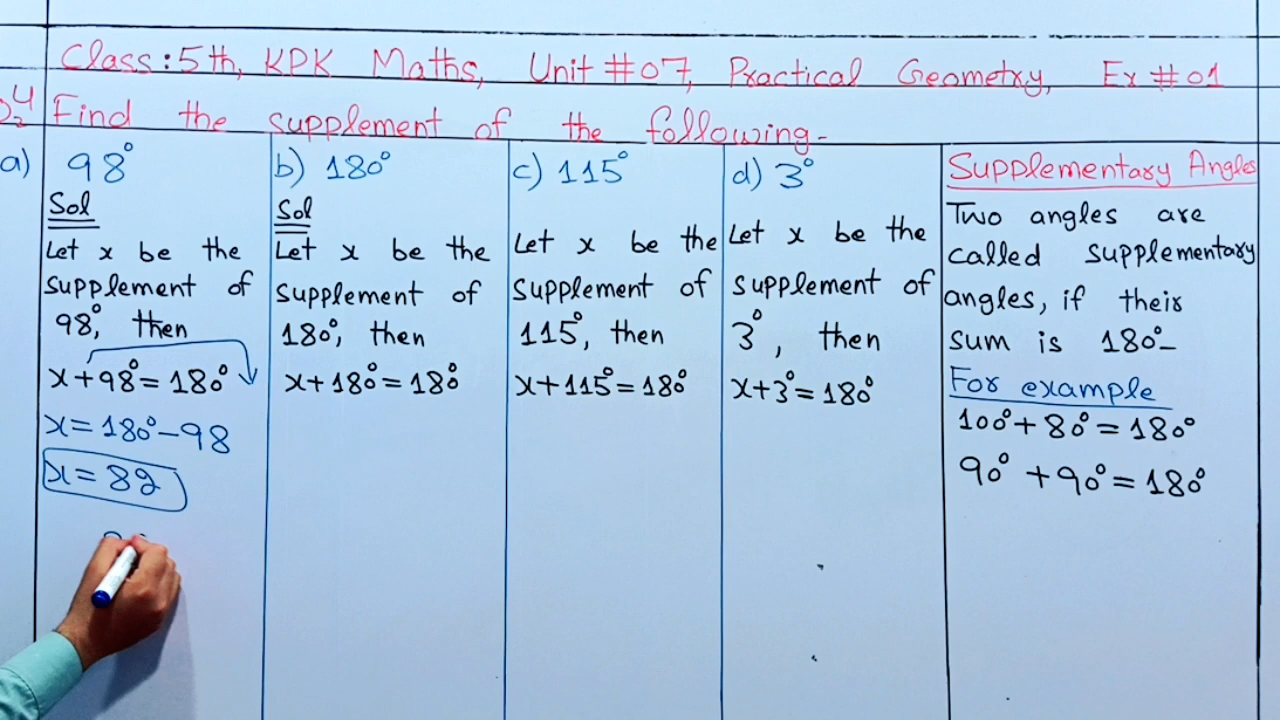 Class:5th, KPK Maths, Unit #07, Practical Geometry, Ex #01
Find the supplement of the following-
a) 98°
Sol
Let x be the
supplement of
98°, then
x+98°=180°
x=180°-98
x=82
b) 180°
Sol
Let x be the
supplement of
180°, then
x+180°=180°
c) 115°
Let x be the
supplement of
115°, then
x+115°=180°
d) 3°
Let x be the
supplement of
3°, then
x+3°=180°
Supplementary Angles
Two angles are
called supplementary
angles, if their
sum is 180°-
For example
100°+80°=180°
90°+90°=180°